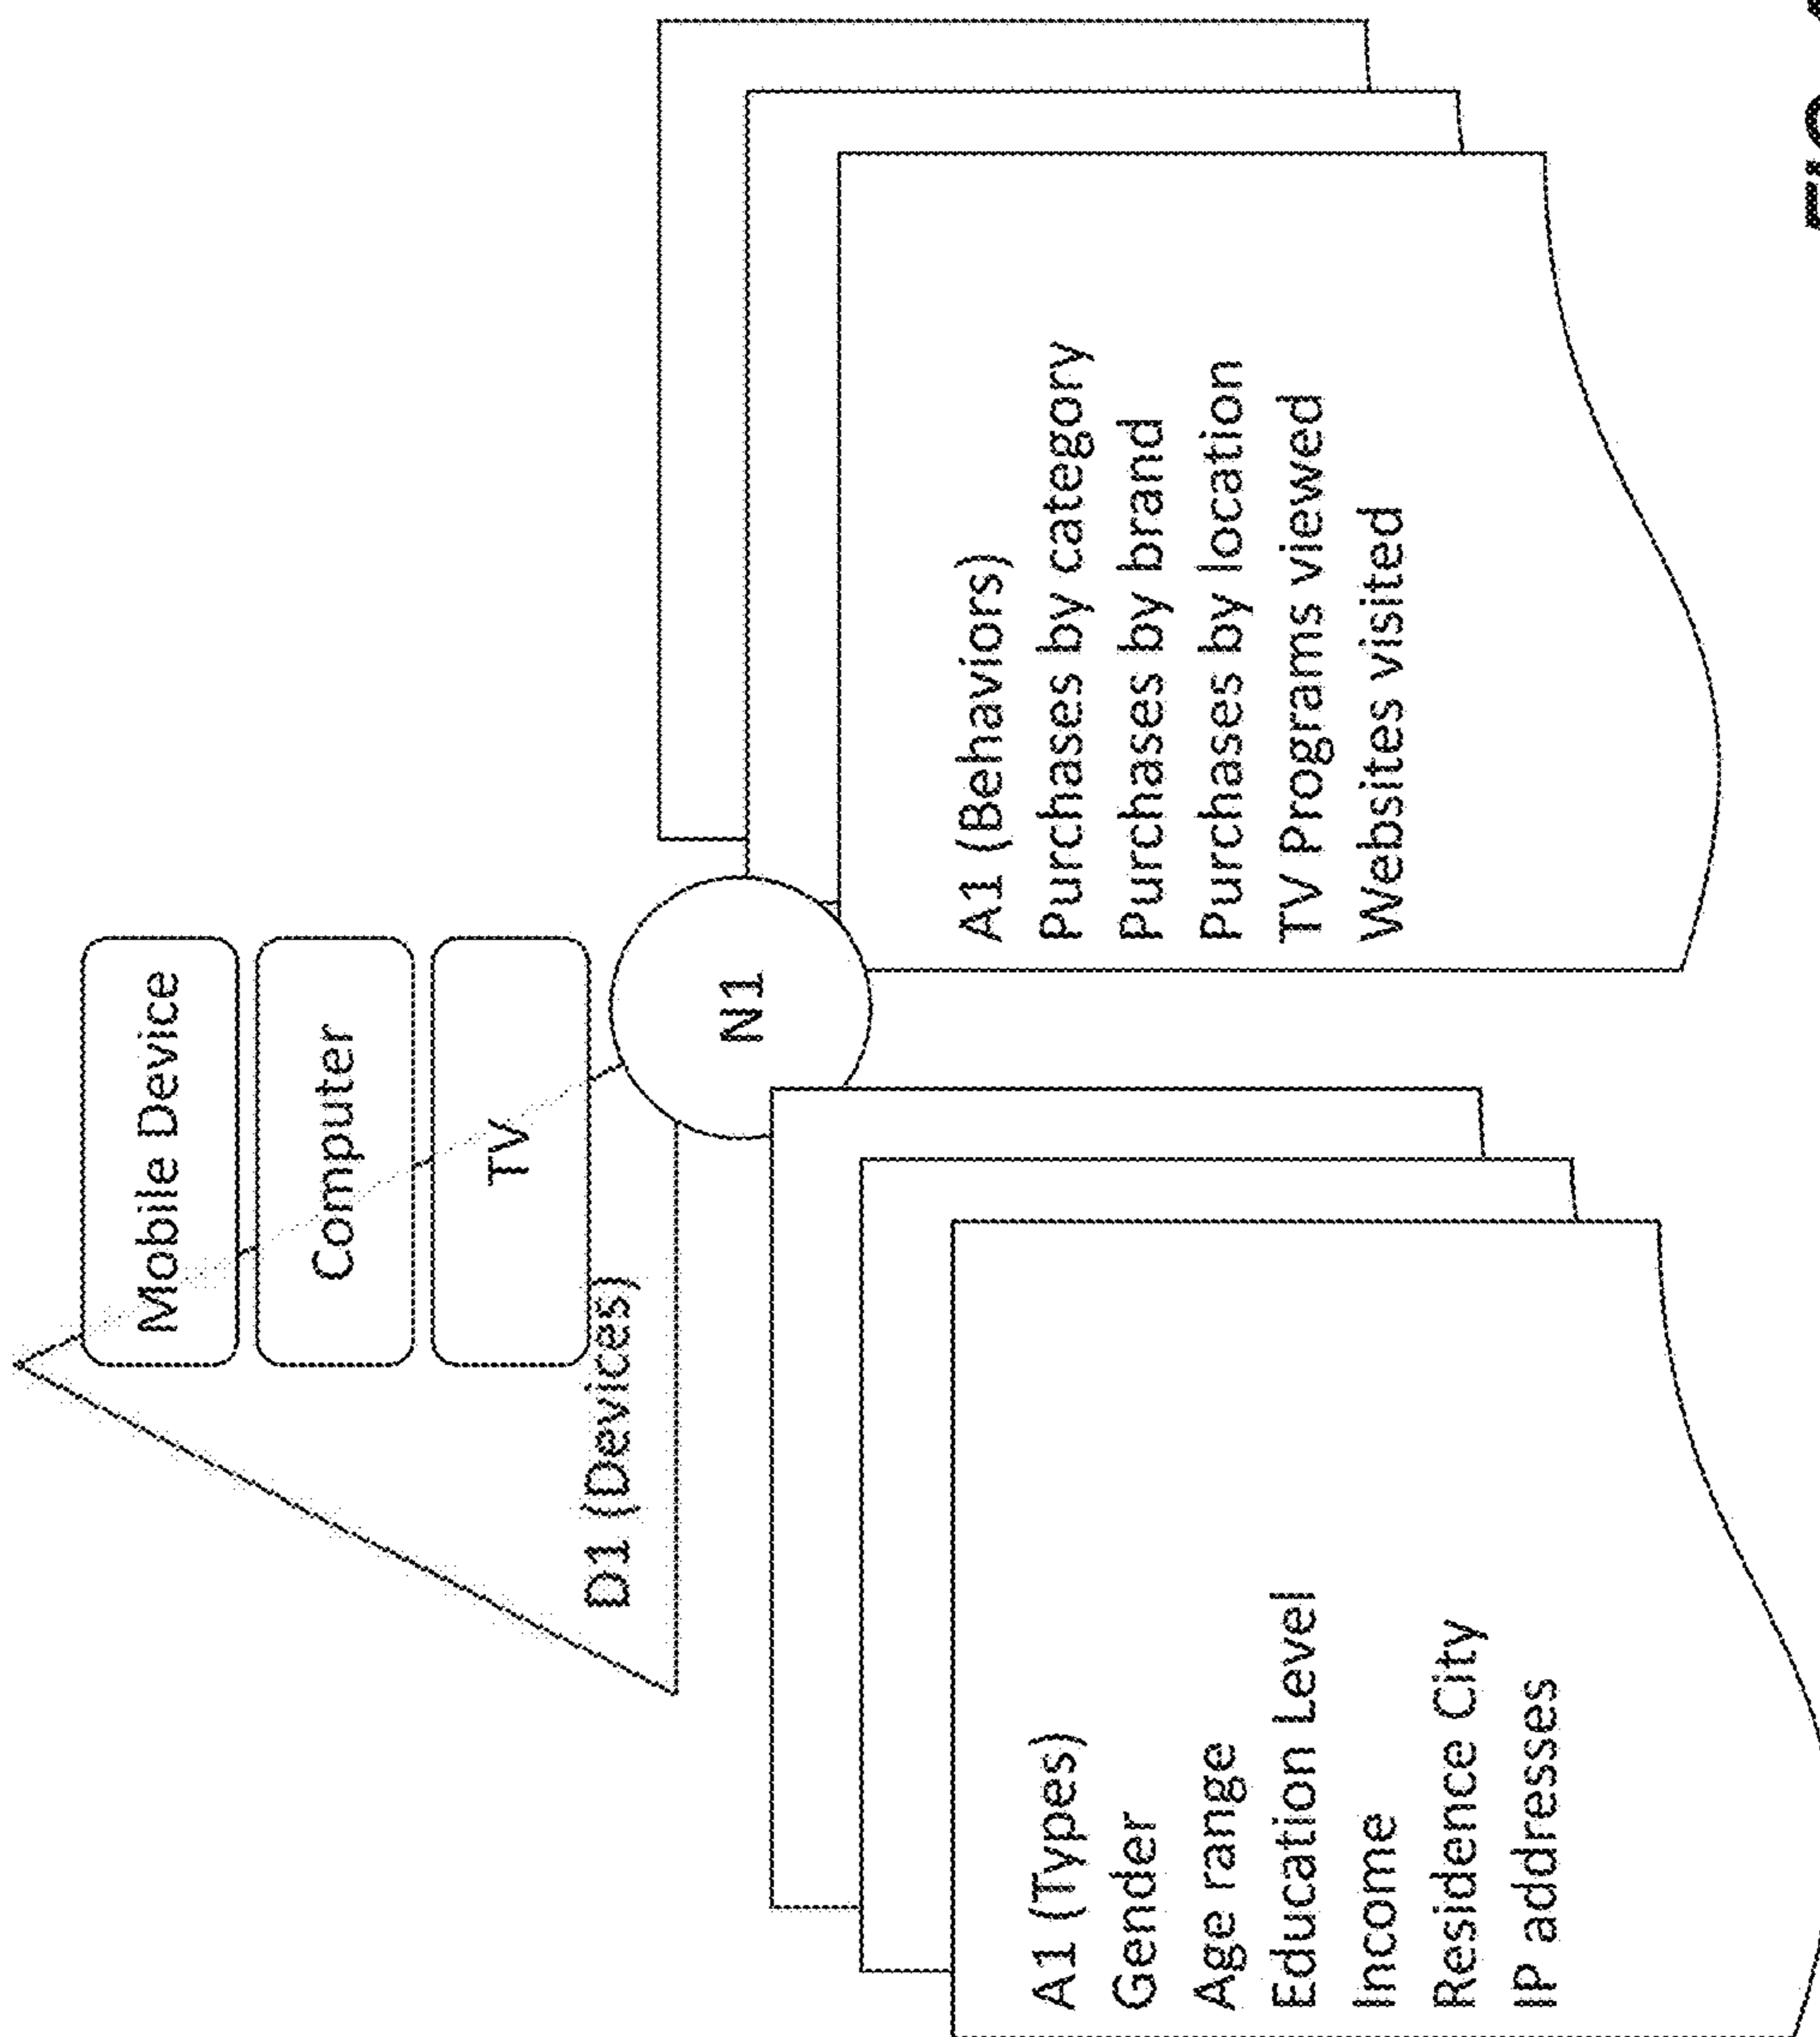 Mobile Device
Computer
TV
D1 (Devices)
N1
A1 (Types)
Gender
Age range
Education Level
Income
Residence City
IP addresses
A1 (Behaviors)
Purchases by category
Purchases by brand
Purchases by location
TV Programs viewed
Websites visited